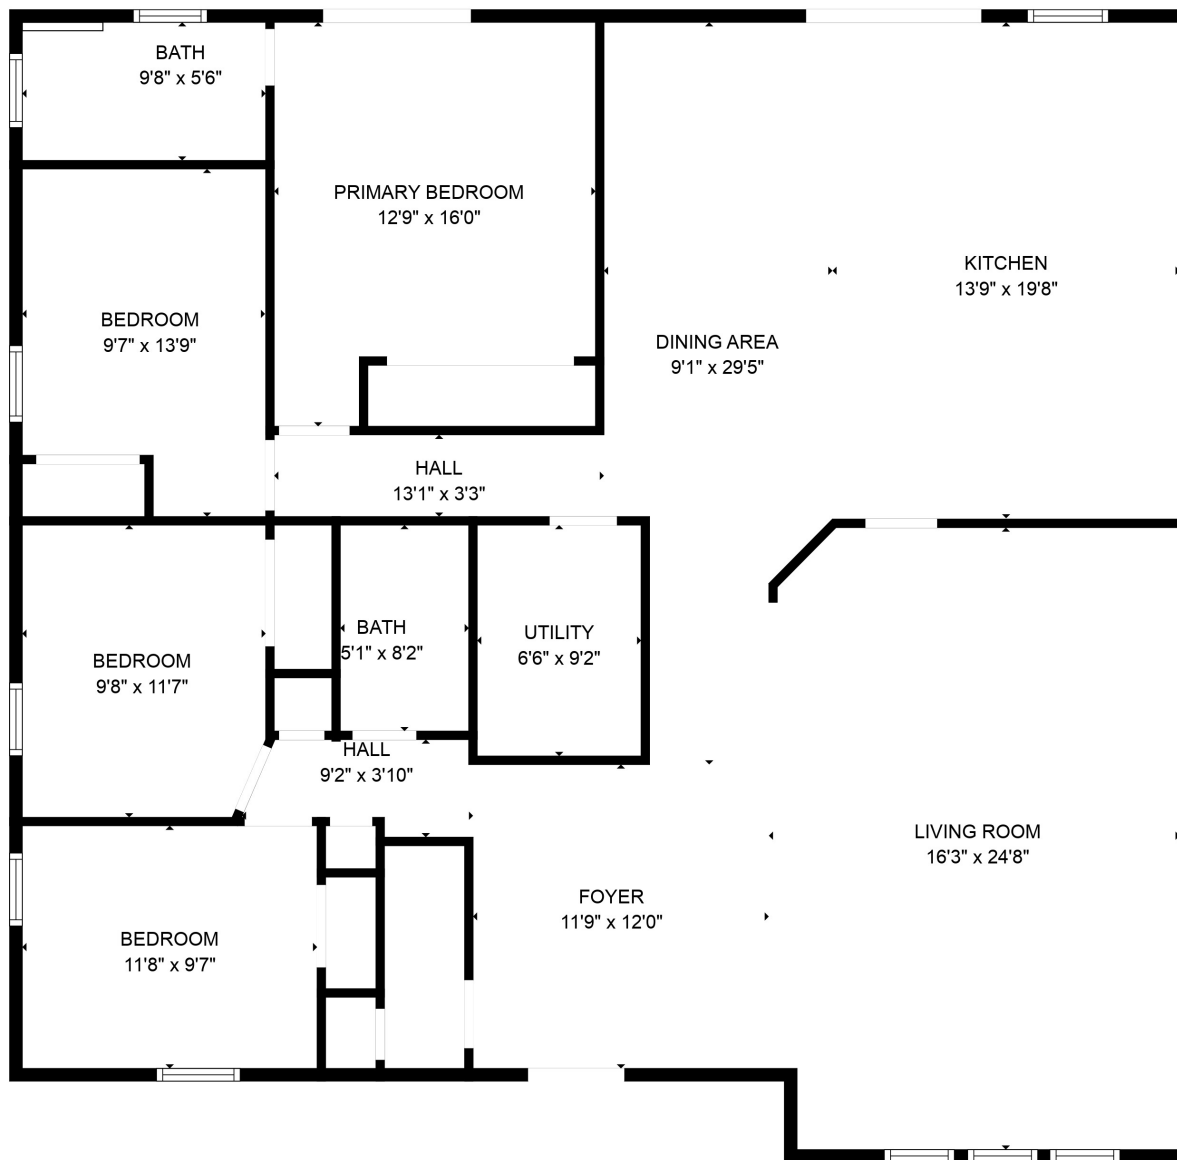 BATH
9'8" x 5'6"
PRIMARY BEDROOM
12'9" x 16'0"
KITCHEN
13'9" x 19'8"
BEDROOM
9'7" x 13'9"
DINING AREA
9'1" x 29'5"
HALL
13'1" x 3'3"
BATH
5'1" x 8'2"
UTILITY
6'6" x 9'2"
BEDROOM
9'8" x 11'7"
HALL
9'2" x 3'10"
LIVING ROOM
16'3" x 24'8"
FOYER
11'9" x 12'0"
BEDROOM
11'8" x 9'7"